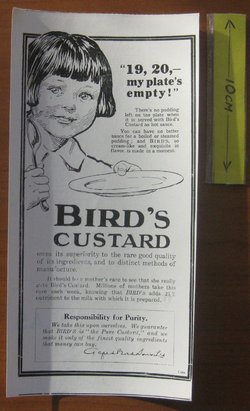 "19, 20,—
my plate's
empty!"
There's no pudding
left on the plate when
it is served with Bird's
Custard as hot sauce.
You can have no better
sauce for a boiled or steamed
pudding; and BIRD'S, so
cream-like and exquisite in
flavor, is made in a moment.
10CM
BIRD'S
CUSTARD
owes its superiority to the rare good quality
of its ingredients, and to distinct methods of
manufacture.
It should be a mother's care to see that she really
gets Bird's Custard. Millions of mothers take this
care each week, knowing that BIRD'S adds 25%
nutriment to the milk with which it is prepared.
Responsibility for Purity.
We take this upon ourselves. We guarantee
that BIRD'S is "the Pure Custard," and we
make it only of the finest quality ingredients
that money can buy.